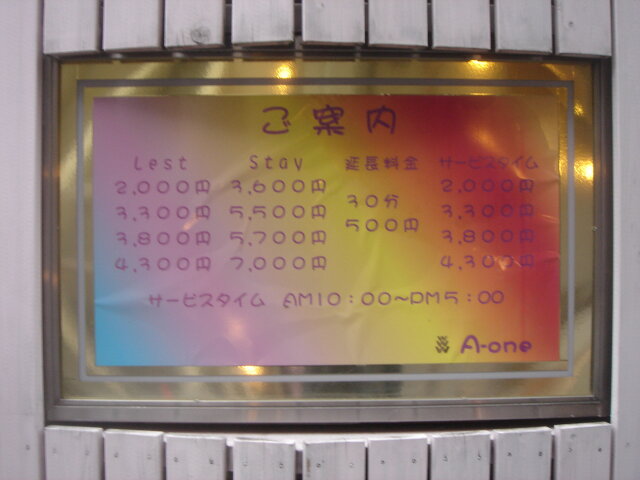 ご案内
Lest Stay 延長料金 サービスタイム
2,000円 3,600円 2,000円
30分
3,300円 5,500円 3,300円
500円
3,800円 5,700円 3,800円
4,300円 7,000円 4,300円
サービスタイム AM10:00〜PM5:00
A-one